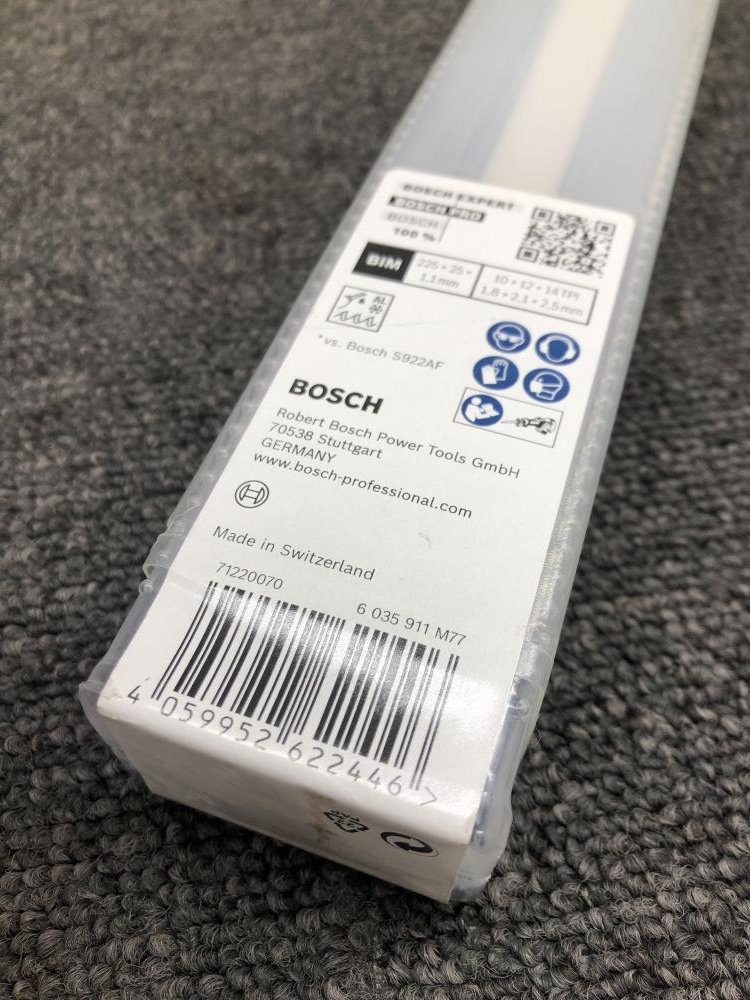 BOSCH EXPERT
BOSCH PRO
BOSCH
100 %
BIM
225 × 25 ×
1.1mm
10 + 12 + 14 TPI
1.8 + 2.1 + 2.5mm
AL
*vs. Bosch S922AF
BOSCH
Robert Bosch Power Tools GmbH
70538 Stuttgart
GERMANY
www.bosch-professional.com
Made in Switzerland
71220070
6 035 911 M77
4 059952 622446 >